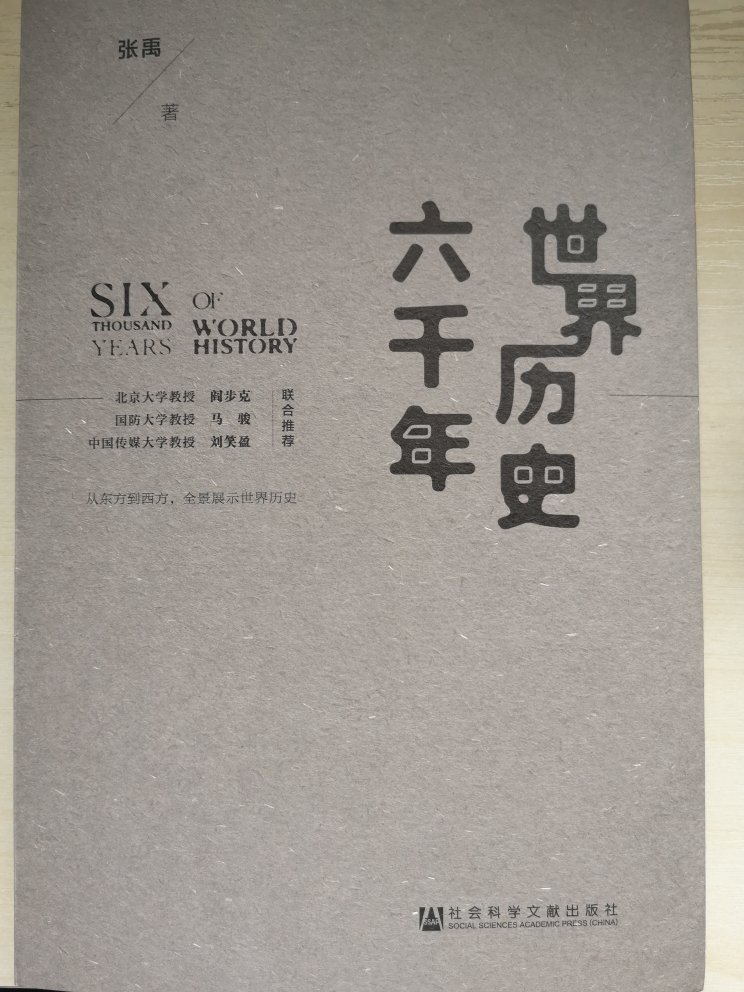 张禹
著
世界历史
六千年
SIX
THOUSAND
YEARS
OF
WORLD
HISTORY
北京大学教授 阎步克
国防大学教授 马 骏
中国传媒大学教授 刘笑盈
联合推荐
从东方到西方，全景展示世界历史
SSAP
社会科学文献出版社
SOCIAL SCIENCES ACADEMIC PRESS (CHINA)